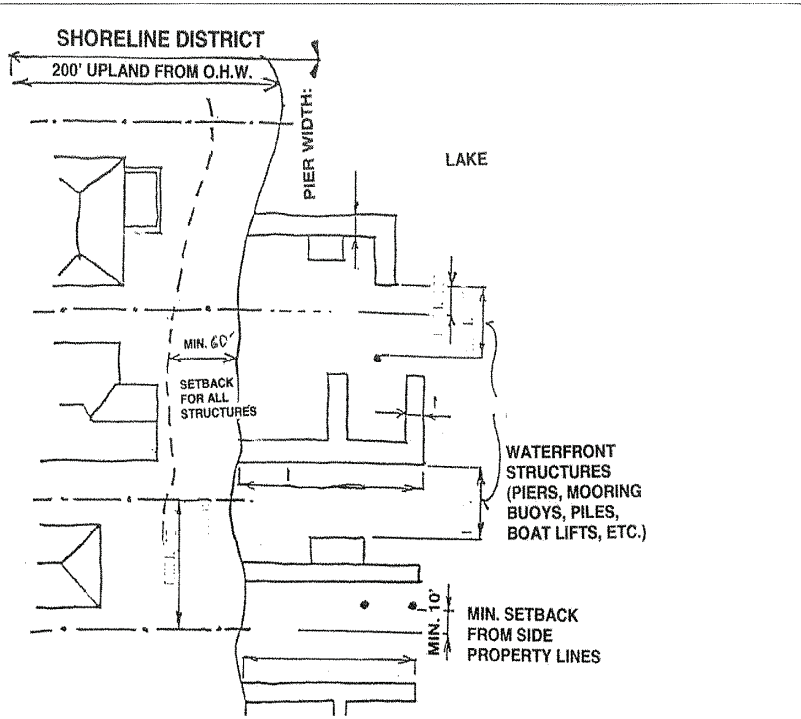 SHORELINE DISTRICT
200' UPLAND FROM O.H.W.
PIER WIDTH:
LAKE
MIN. 60'
SETBACK
FOR ALL
STRUCTURES
WATERFRONT
STRUCTURES
(PIERS, MOORING
BUOYS, PILES,
BOAT LIFTS, ETC.)
MIN. 10'
MIN. SETBACK
FROM SIDE
PROPERTY LINES